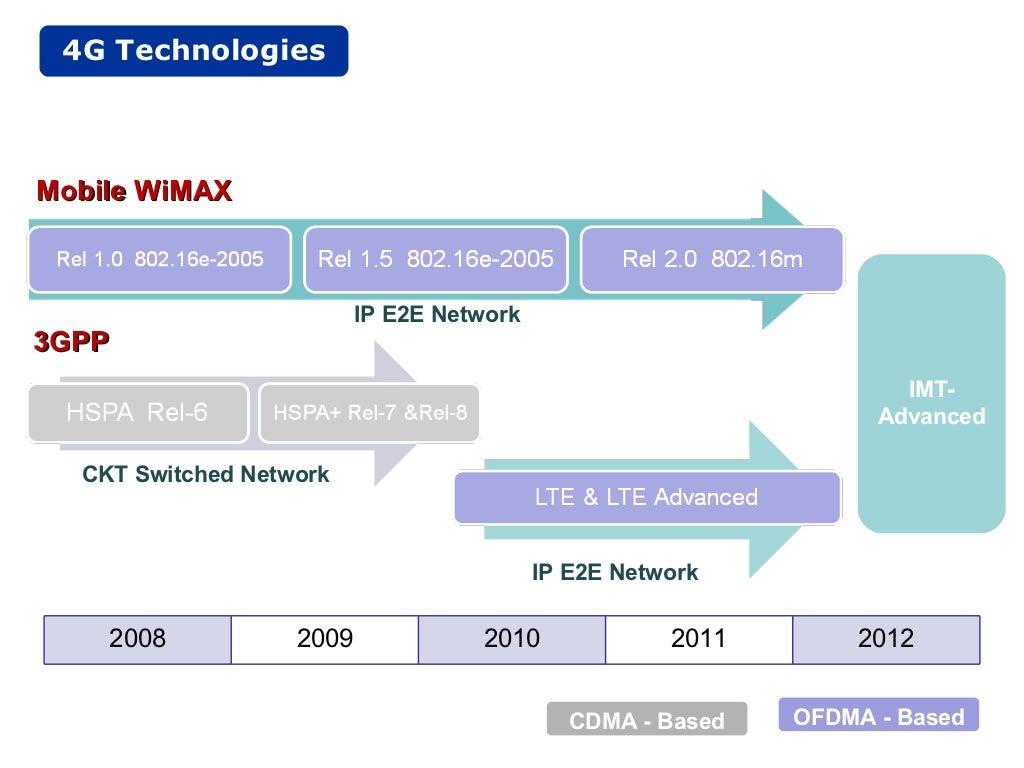 4G Technologies
Mobile WiMAX
Rel 1.0 802.16e-2005
Rel 1.5 802.16e-2005
Rel 2.0 802.16m
IP E2E Network
3GPP
HSPA Rel-6
HSPA+ Rel-7 &Rel-8
CKT Switched Network
LTE & LTE Advanced
IP E2E Network
IMT-
Advanced
2008 2009 2010 2011 2012
CDMA - Based
OFDMA - Based